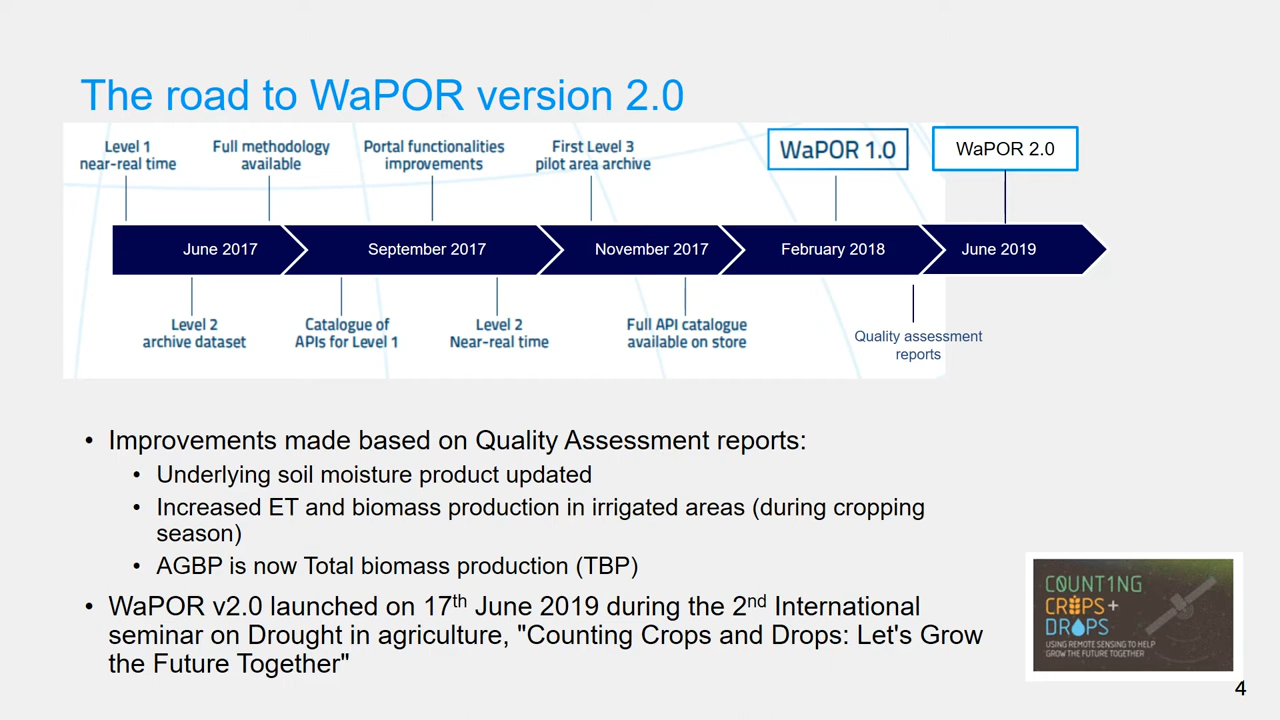 The road to WaPOR version 2.0
Level 1
near-real time
Full methodology
available
Portal functionalities
improvements
First Level 3
pilot area archive
WaPOR 1.0
WaPOR 2.0
June 2017
September 2017
November 2017
February 2018
June 2019
Level 2
archive dataset
Catalogue of
APIs for Level 1
Level 2
Near-real time
Full API catalogue
available on store
Quality assessment
reports
• Improvements made based on Quality Assessment reports:
• Underlying soil moisture product updated
• Increased ET and biomass production in irrigated areas (during cropping
season)
• AGBP is now Total biomass production (TBP)
• WaPOR v2.0 launched on 17th June 2019 during the 2nd International
seminar on Drought in agriculture, "Counting Crops and Drops: Let's Grow
the Future Together"
COUNT1NG
CROPS+
DROPS
USING REMOTE SENSING TO HELP
GROW THE FUTURE TOGETHER
4